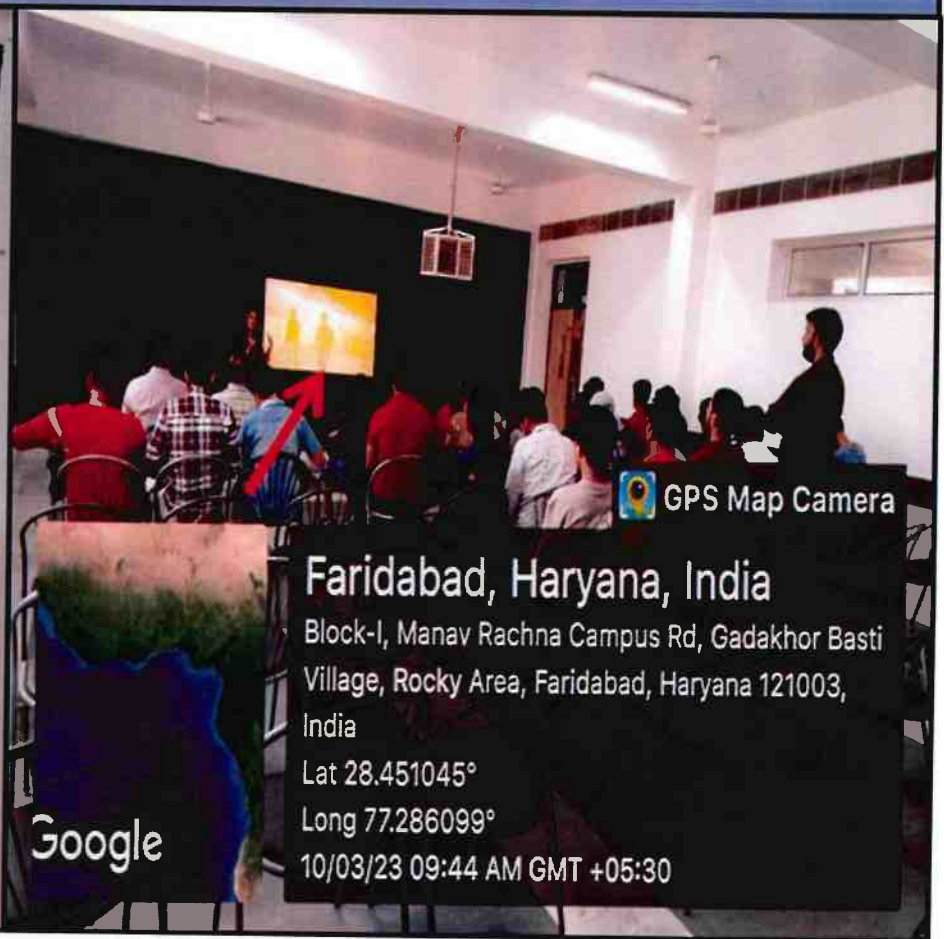 GPS Map Camera
Faridabad, Haryana, India
Block-I, Manav Rachna Campus Rd, Gadakhor Basti
Village, Rocky Area, Faridabad, Haryana 121003,
India
Lat 28.451045°
Long 77.286099°
10/03/23 09:44 AM GMT +05:30
Google